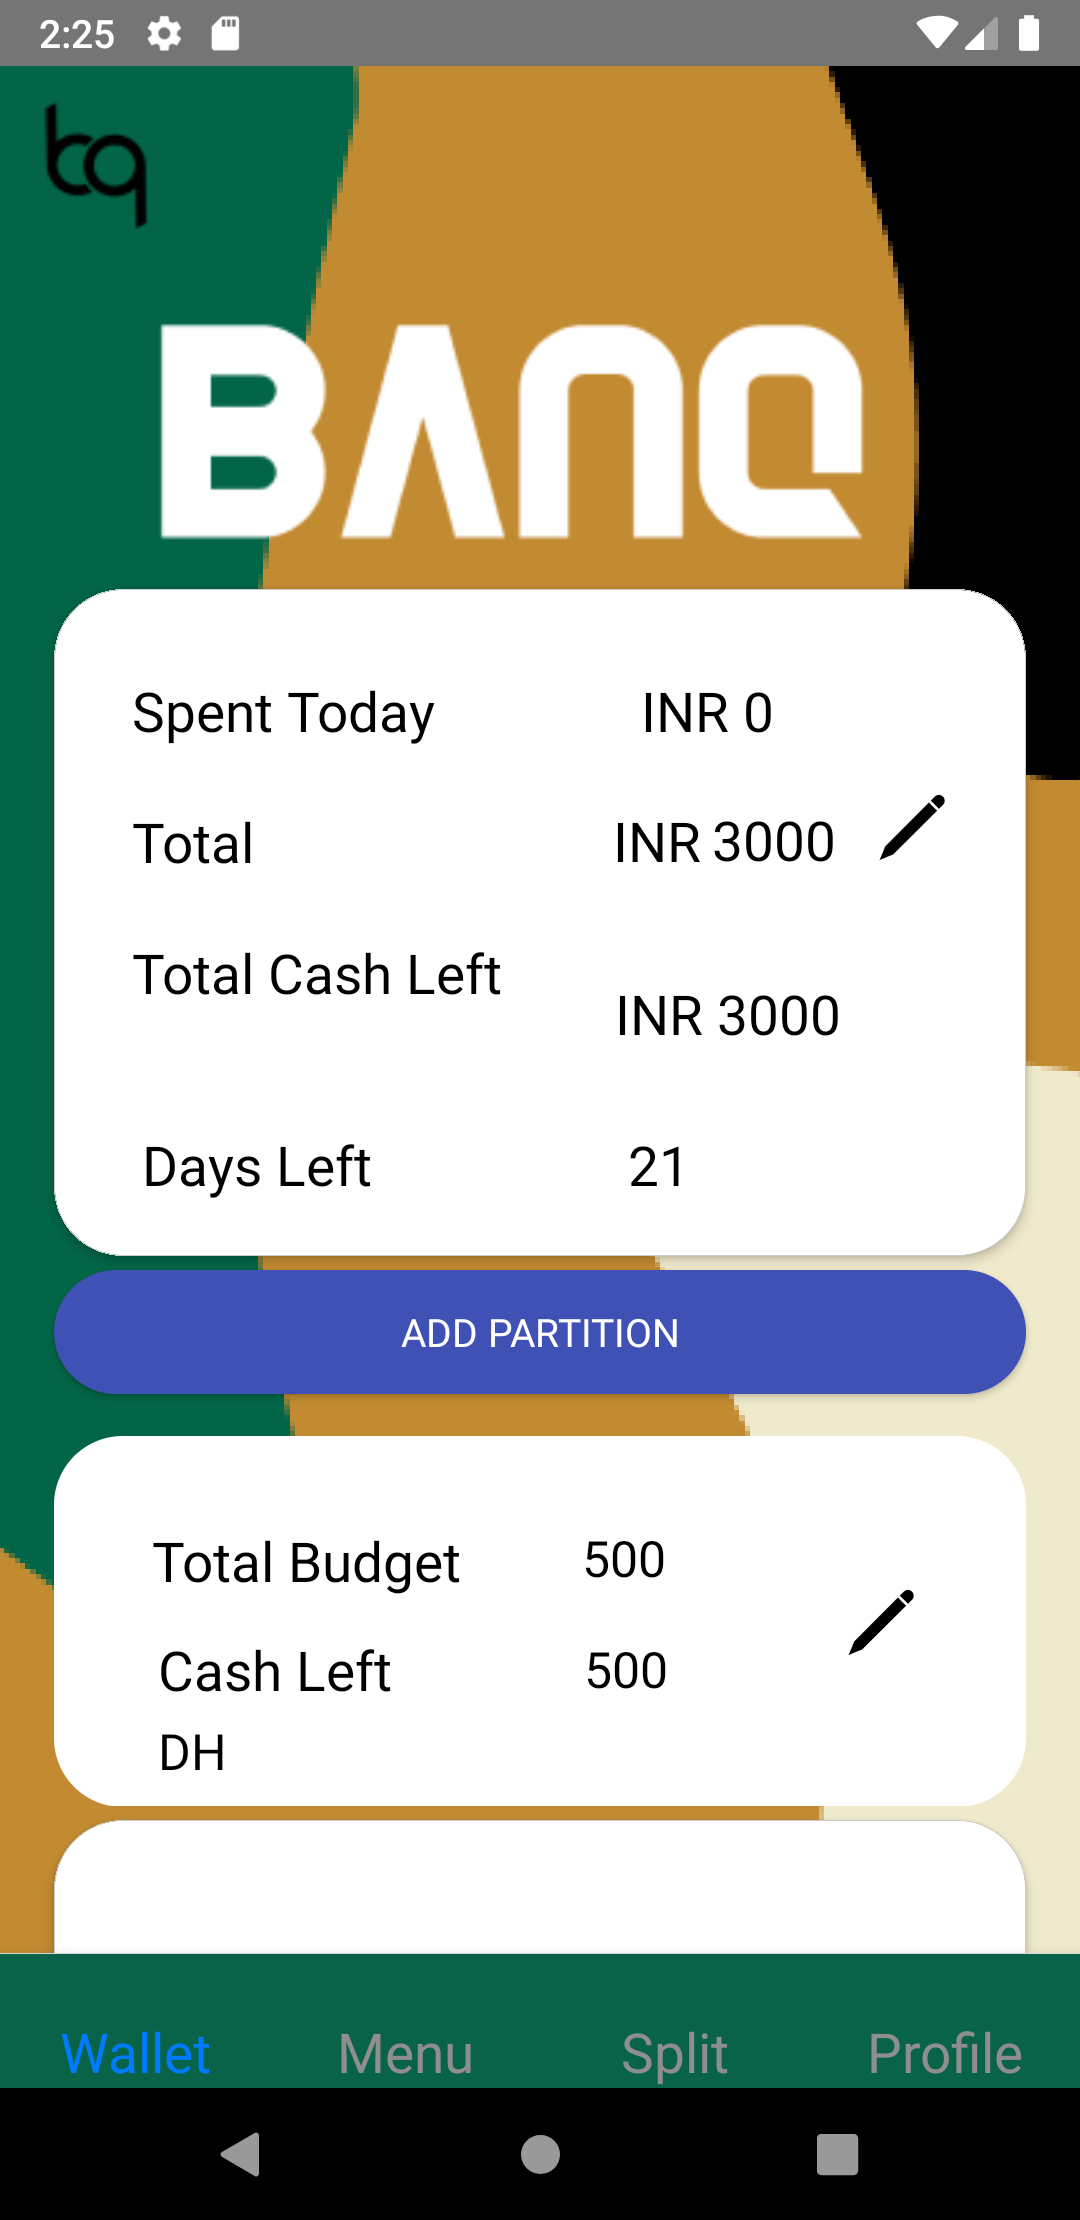 2:25
tq
BANQ
Spent Today INR 0
Total INR 3000
Total Cash Left
INR 3000
Days Left 21
ADD PARTITION
Total Budget 500
Cash Left 500
DH
Wallet Menu Split Profile